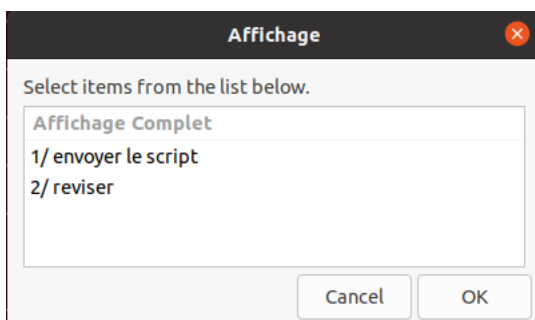 Affichage
Select items from the list below.
Affichage Complet
1/ envoyer le script
2/ reviser
Cancel OK